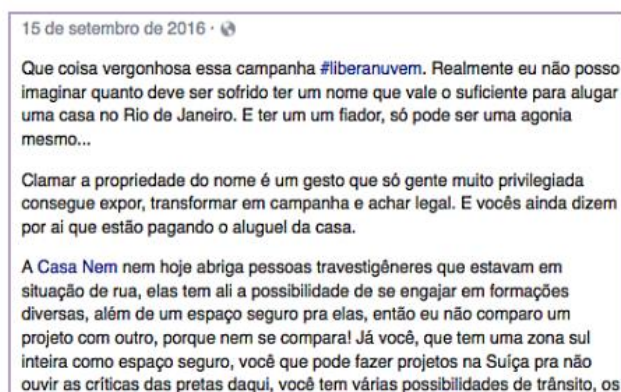 15 de setembro de 2016 ·
Que coisa vergonhosa essa campanha #liberanuvem. Realmente eu não posso
imaginar quanto deve ser sofrido ter um nome que vale o suficiente para alugar
uma casa no Rio de Janeiro. E ter um um fiador, só pode ser uma agonia
mesmo...
Clamar a propriedade do nome é um gesto que só gente muito privilegiada
consegue expor, transformar em campanha e achar legal. E vocês ainda dizem
por ai que estão pagando o aluguel da casa.
A Casa Nem nem hoje abriga pessoas travestigêneres que estavam em
situação de rua, elas tem ali a possibilidade de se engajar em formações
diversas, além de um espaço seguro pra elas, então eu não comparo um
projeto com outro, porque nem se compara! Já você, que tem uma zona sul
inteira como espaço seguro, você que pode fazer projetos na Suíça pra não
ouvir as críticas das pretas daqui, você tem várias possibilidades de trânsito, os